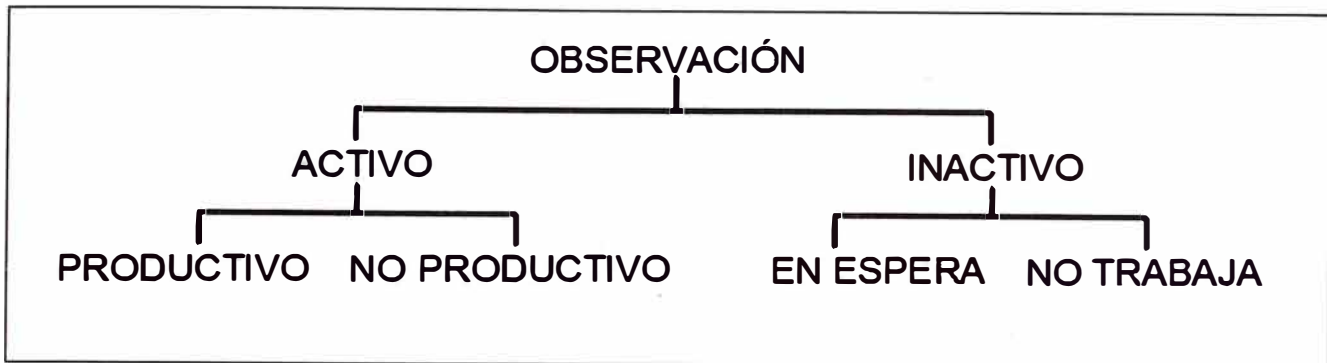 OBSERVACIÓN
ACTIVO INACTIVO
PRODUCTIVO NO PRODUCTIVO EN ESPERA NO TRABAJA